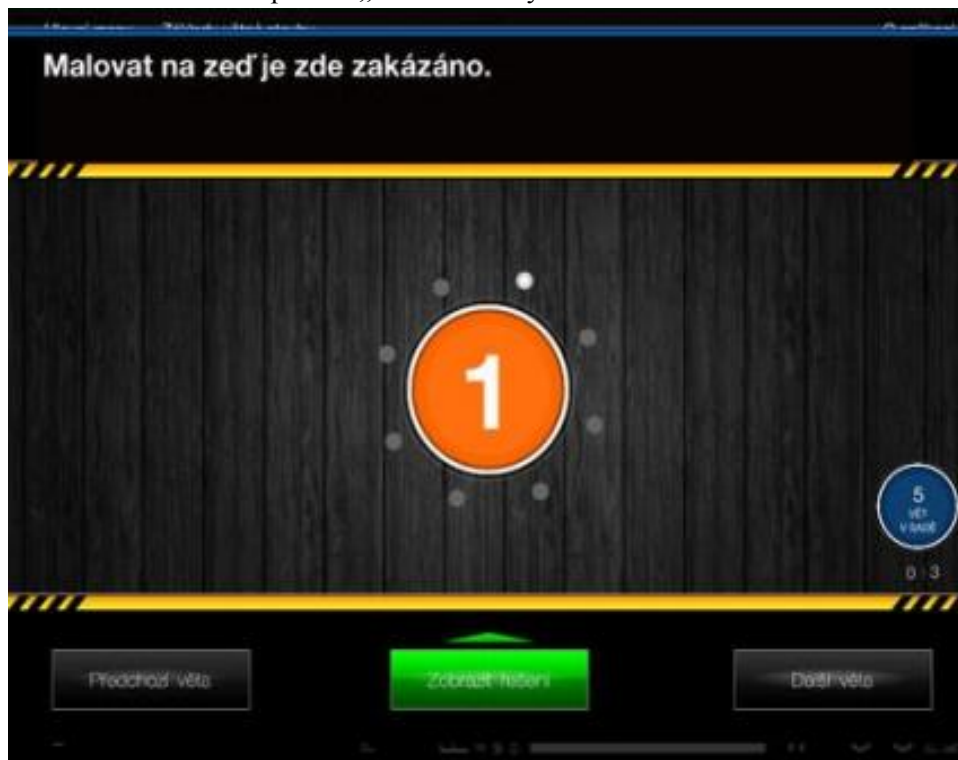 Malovat na zeď je zde zakázáno.
1
5
VĚT
V SADĚ
0 3
Předchozí věta
Zobrazit řešení
Další věta